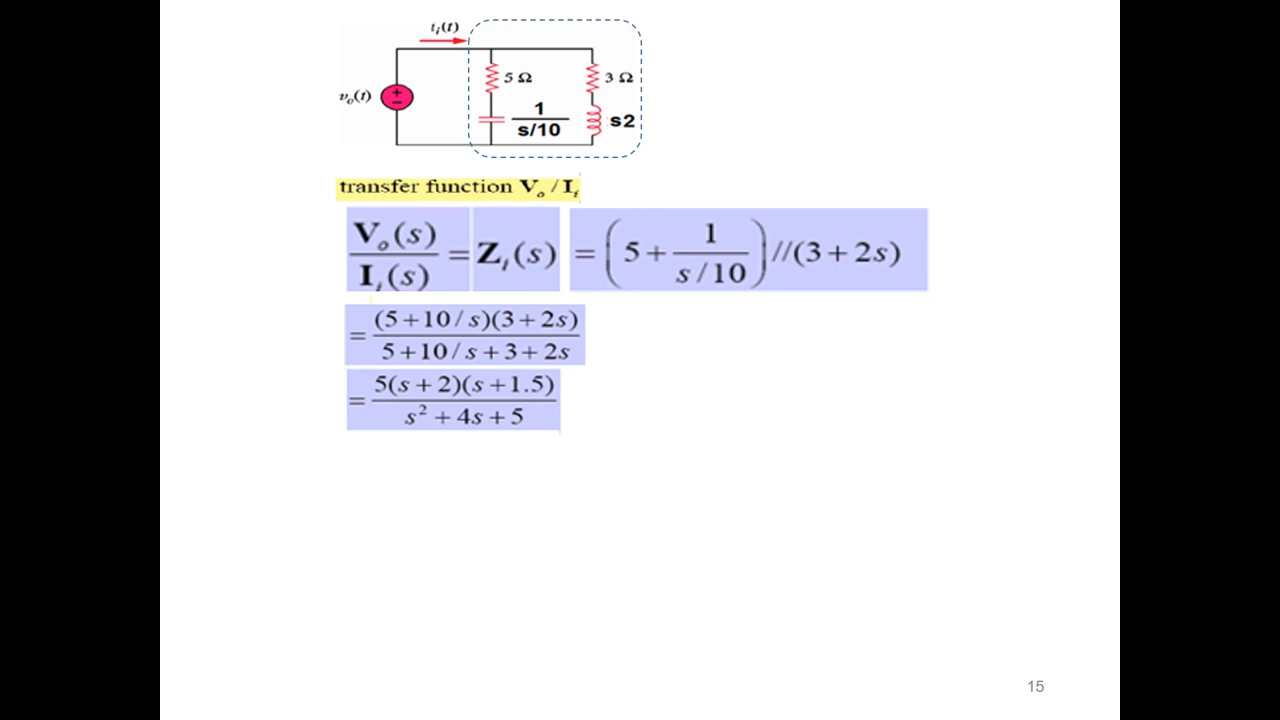 i_i(t)
5 Ω
3 Ω
v_o(t)
+
−
1
s/10
s2
transfer function V_o / I_i
V_o(s) / I_i(s) = Z_i(s) = (5 + 1 / (s/10)) // (3 + 2s)
= (5 + 10/s)(3 + 2s) / 5 + 10/s + 3 + 2s
= 5(s + 2)(s + 1.5) / s² + 4s + 5
15